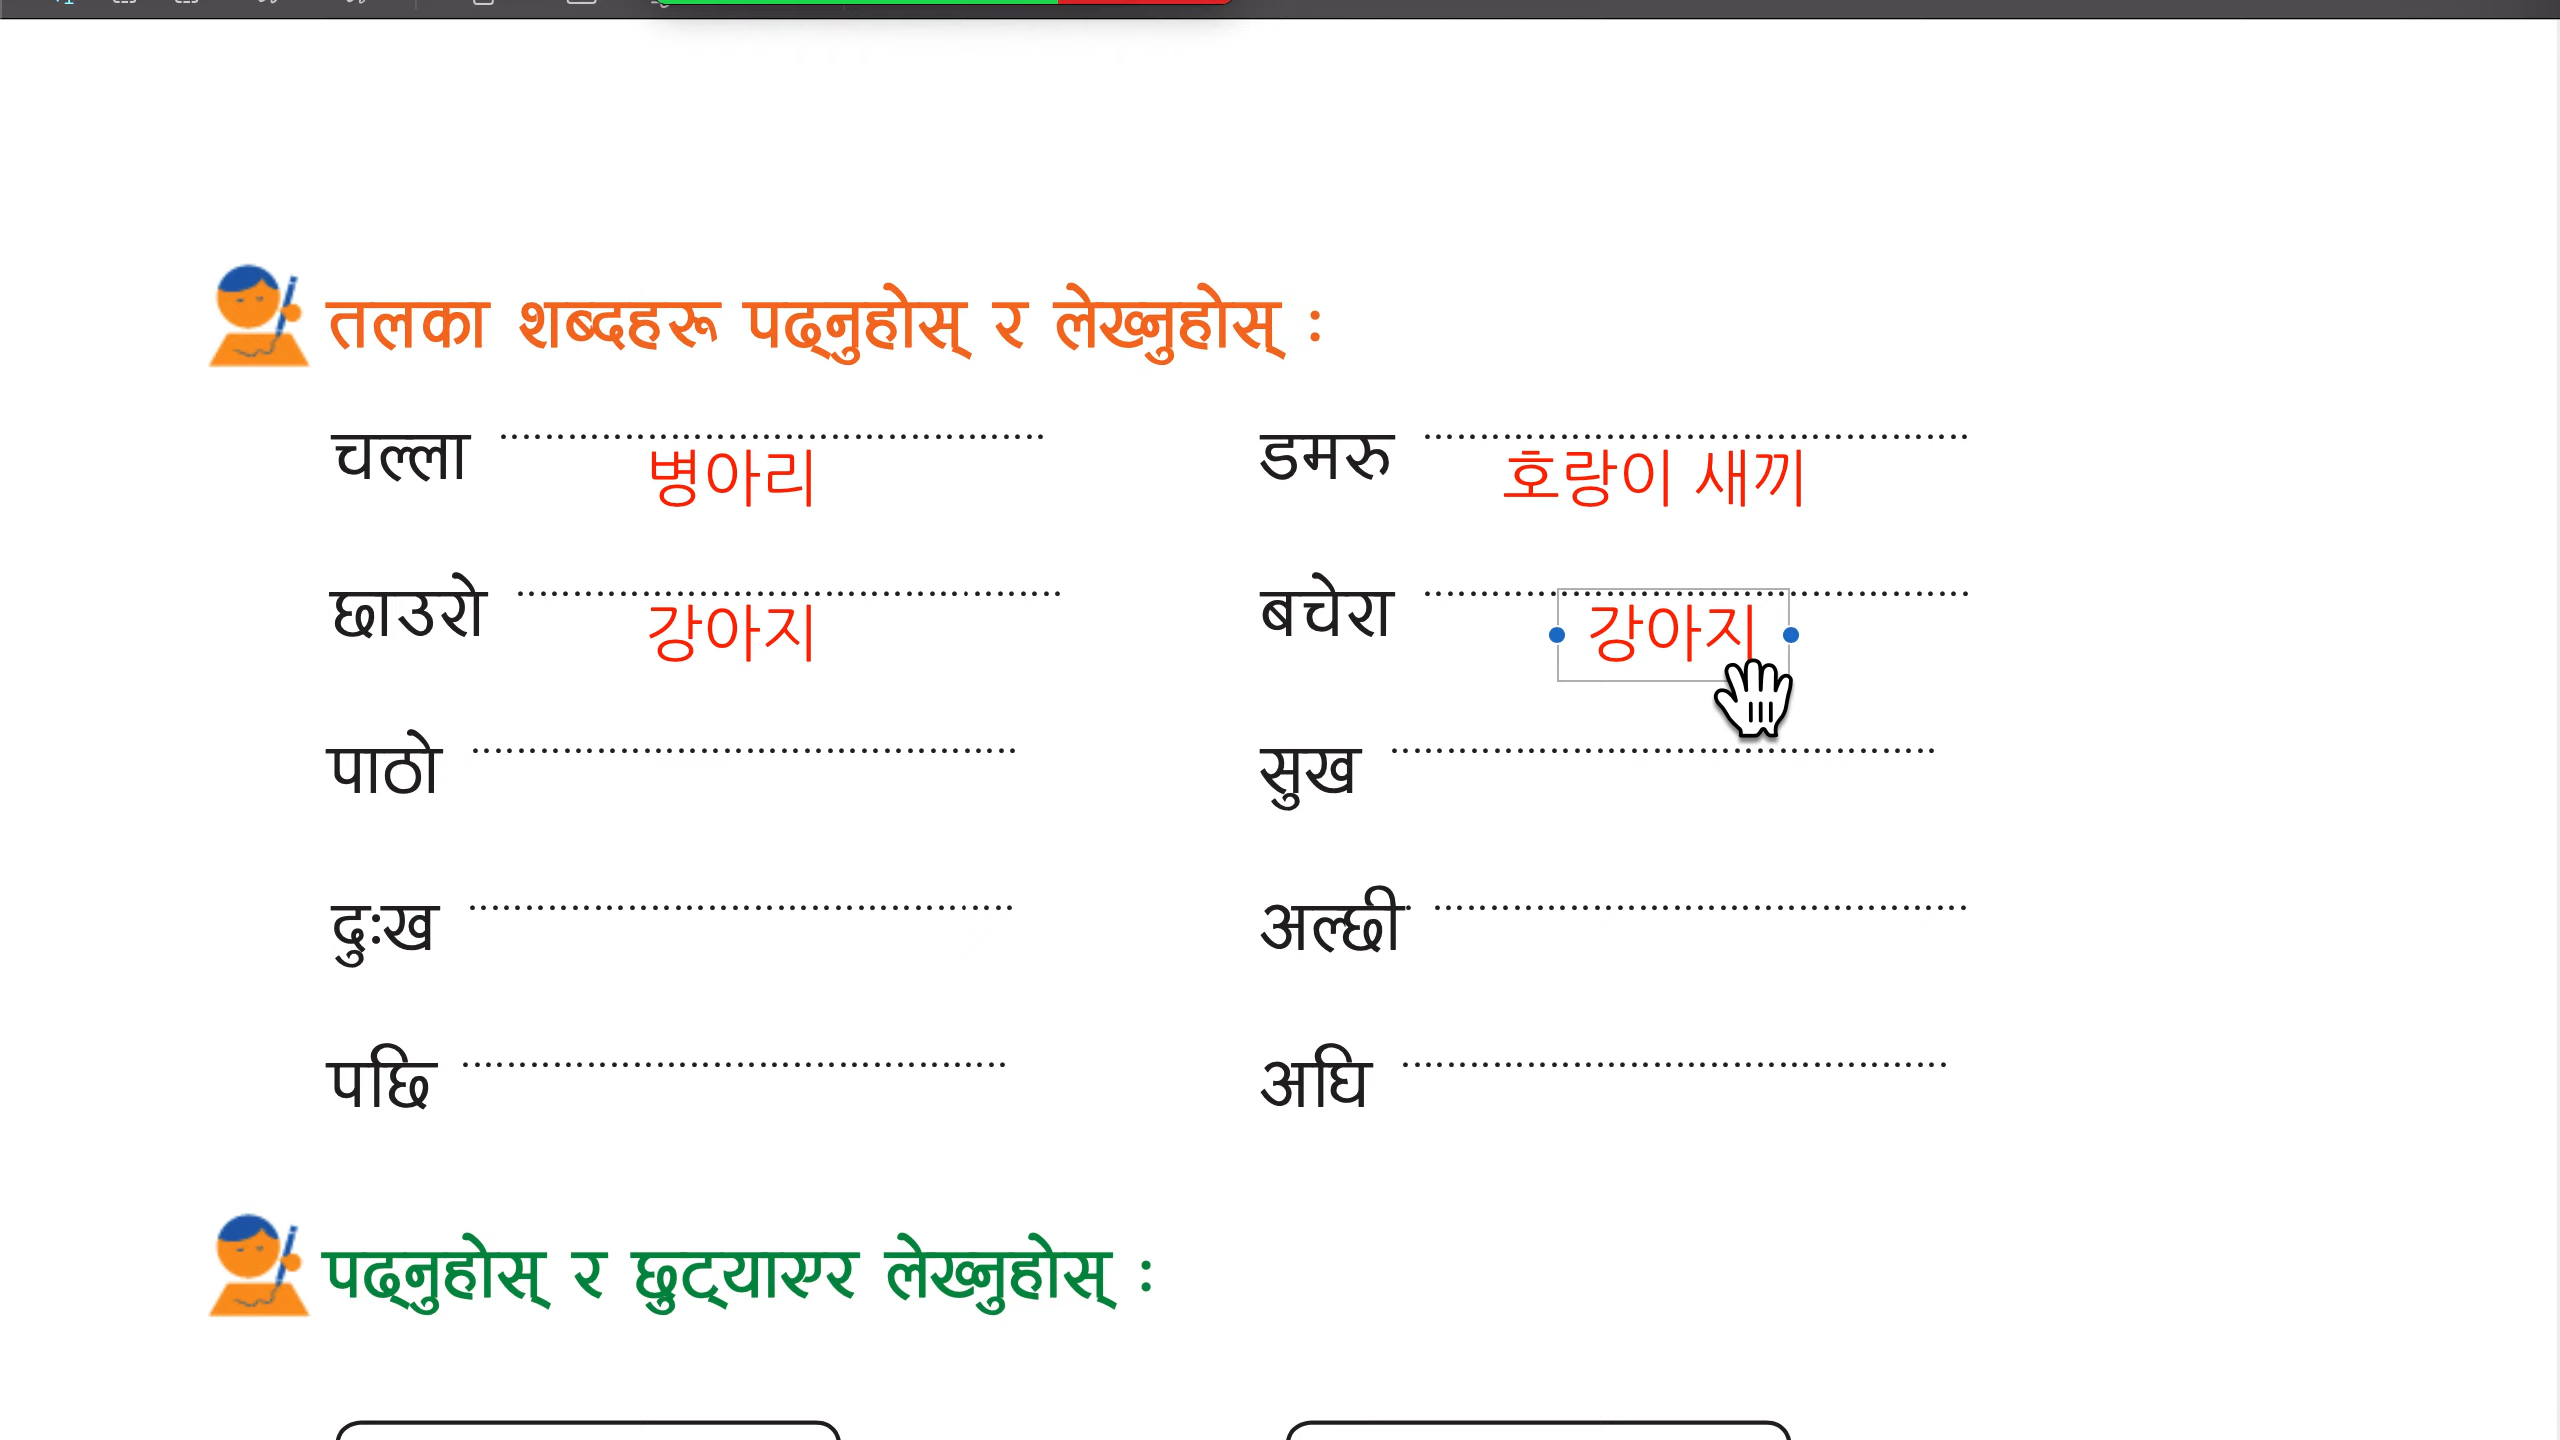 तलका शब्दहरू पढ्नुहोस् र लेख्नुहोस् :
चल्ला ................................................ डमरु ................................................
병아리 호랑이 새끼
छाउरो ................................................ बचेरा ................................................
강아지 강아지
पाठो ................................................ सुख ................................................
दुःख ................................................ अल्छी ................................................
पछि ................................................ अघि ................................................
पढ्नुहोस् र छुट्याएर लेख्नुहोस् :